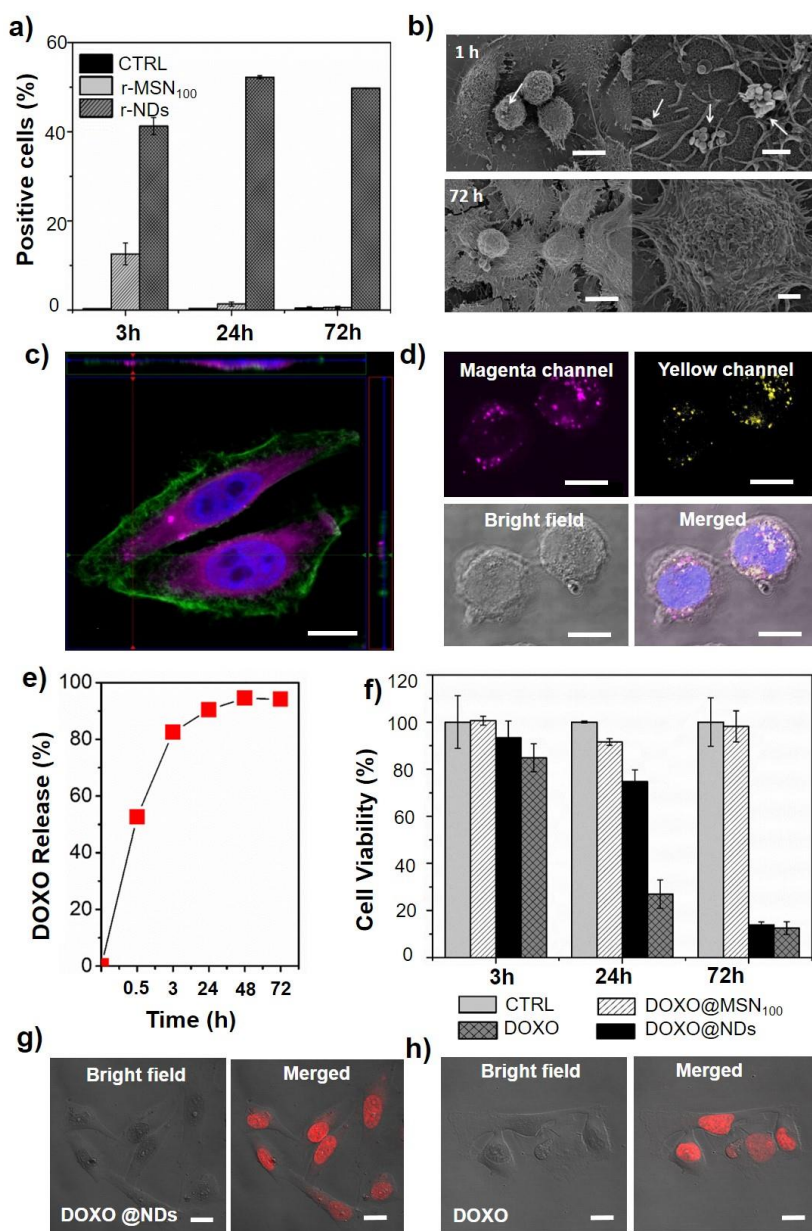 a)
60
40
20
0
Positive cells (%)
CTRL
r-MSN₁₀₀
r-NDs
3h
24h
72h
b)
1 h
72 h
c)
d)
Magenta channel
Yellow channel
Bright field
Merged
e)
100
80
60
40
20
0
DOXO Release (%)
0.5
3
24
48
72
Time (h)
f)
120
100
80
60
40
20
0
Cell Viability (%)
3h
24h
72h
CTRL
DOXO@MSN₁₀₀
DOXO
DOXO@NDs
g)
Bright field
Merged
DOXO @NDs
h)
Bright field
Merged
DOXO